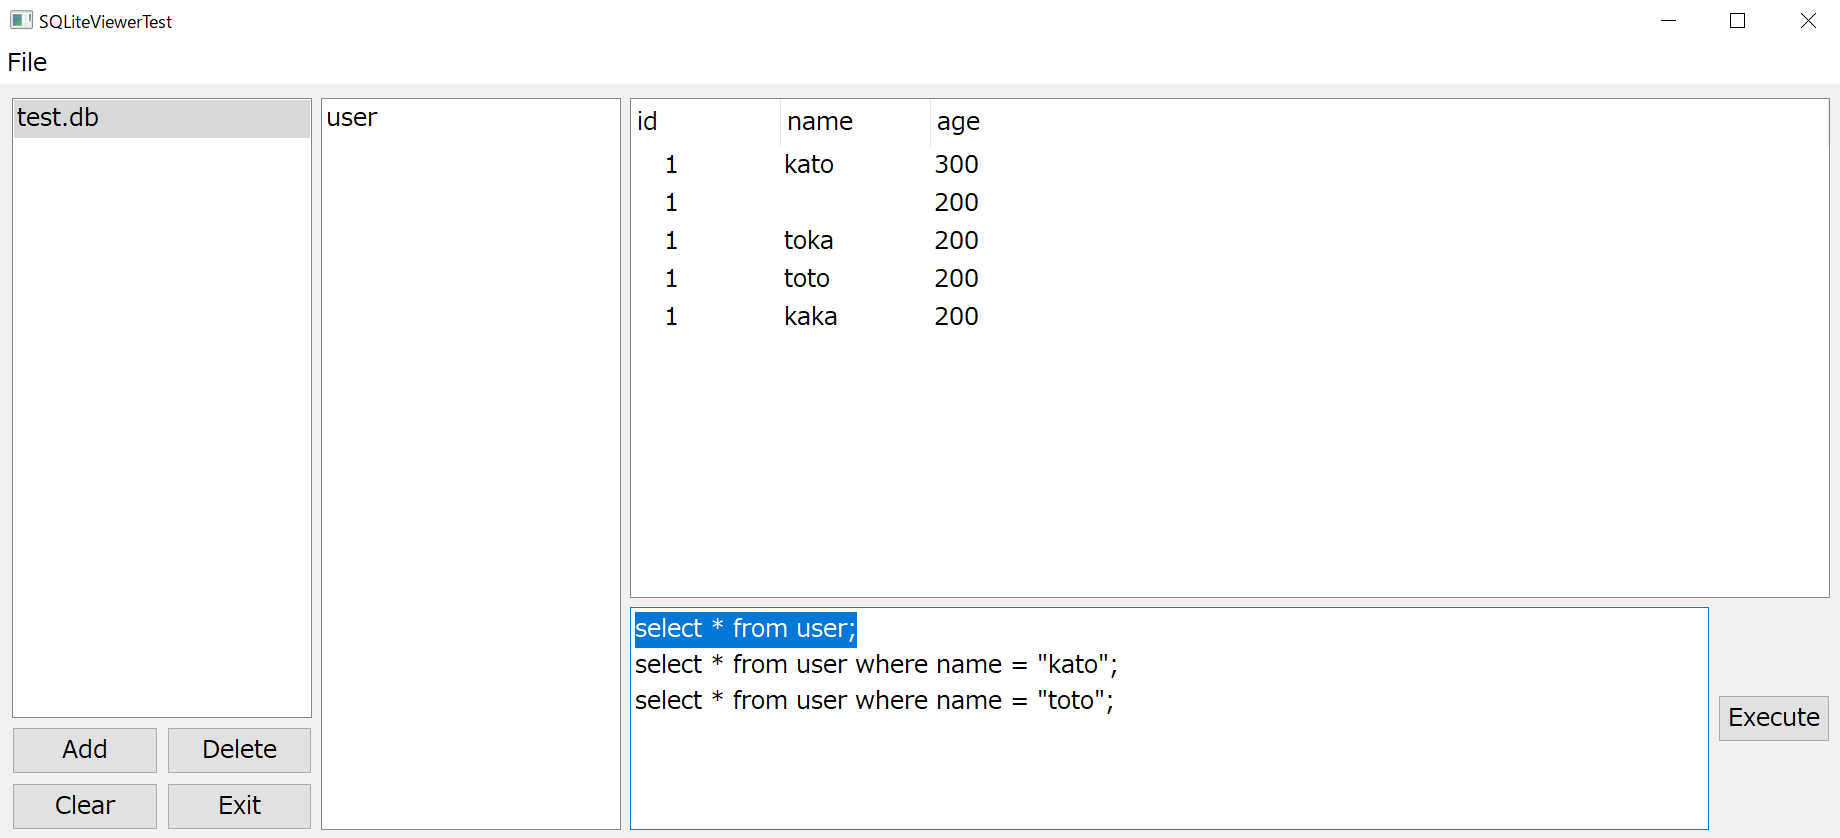 SQLiteViewerTest
File
test.db
user
id name age
1 kato 300
1 200
1 toka 200
1 toto 200
1 kaka 200
select * from user;
select * from user where name = "kato";
select * from user where name = "toto";
Execute
Add Delete
Clear Exit